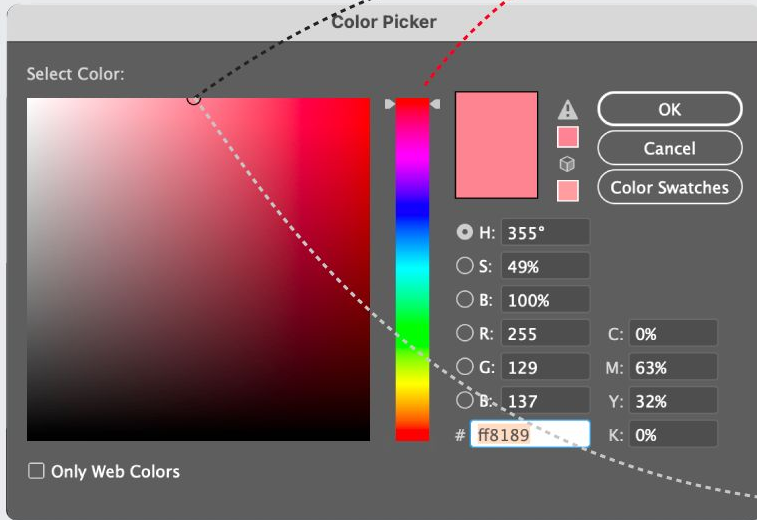 Color Picker
Select Color:
OK
Cancel
Color Swatches
H: 355°
S: 49%
B: 100%
R: 255
C: 0%
G: 129
M: 63%
B: 137
Y: 32%
# ff8189
K: 0%
Only Web Colors